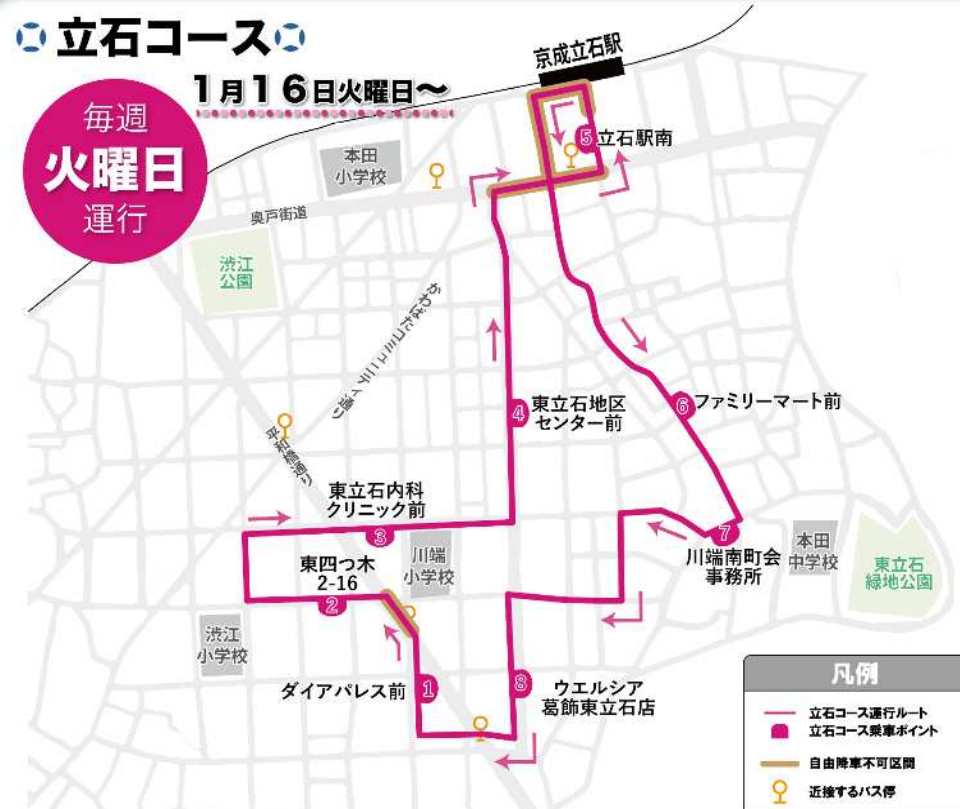 立石コース
1月16日火曜日〜
毎週
火曜日
運行
京成立石駅
5
立石駅南
本田
小学校
奥戸街道
渋江
公園
かわばたコミュニティ通り
平和橋通り
4
東立石地区
センター前
6
ファミリーマート前
東立石内科
クリニック前
3
東四つ木
2-16
2
川端
小学校
7
川端南町会
事務所
本田
中学校
東立石
緑地公園
渋江
小学校
ダイアパレス前
1
8
ウエルシア
葛飾東立石店
凡例
立石コース運行ルート
立石コース乗車ポイント
自由降車不可区間
近接するバス停